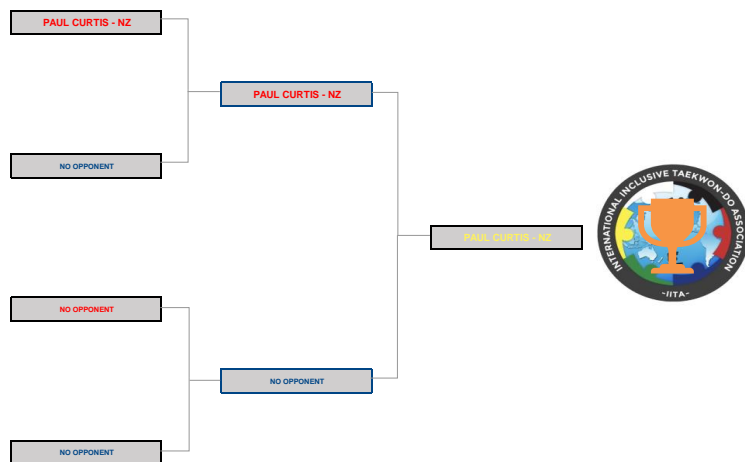 PAUL CURTIS - NZ
PAUL CURTIS - NZ
NO OPPONENT
PAUL CURTIS - NZ
INTERNATIONAL INCLUSIVE TAEKWON-DO ASSOCIATION
~IITA~
NO OPPONENT
NO OPPONENT
NO OPPONENT